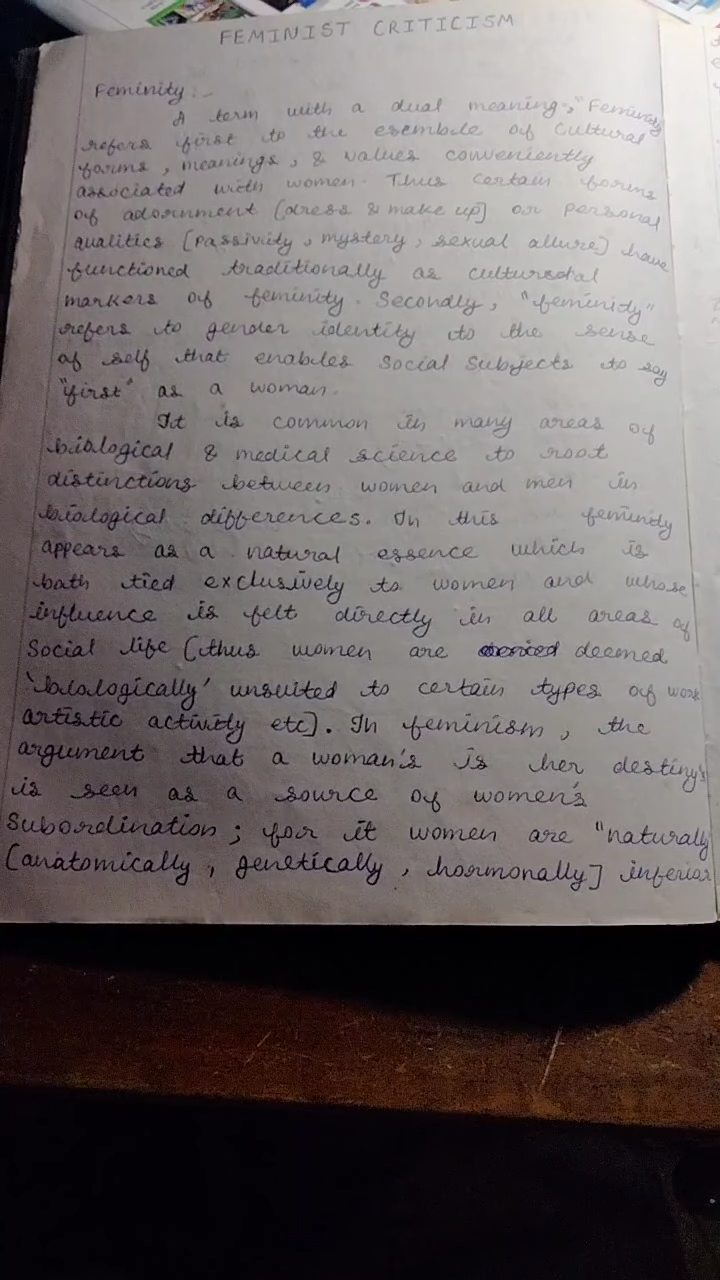 FEMINIST CRITICISM
Feminity :-
A term with a dual meaning, "Feminity
refers first to the esemble of cultural
forms, meanings, & values conveniently
associated with women. Thus certain forms
of adornment [dress & make up] or personal
qualities [passivity, mystery, sexual allure] have
functioned traditionally as culturedal
markers of feminity. Secondly, "feminity"
refers to gender identity to the sense
of self that enables social subjects to say
"first" as a woman.
It is common in many areas of
biological & medical science to root
distinctions between women and men in
biological differences. In this feminity
appears as a natural essence which is
both tied exclusively to women and whose
influence is felt directly in all areas of
social life (thus women are deemed
'biologically' unsuited to certain types of work
artistic activity etc]. In feminism, the
argument that a woman's is her destiny's
is seen as a source of women's
subordination; for it women are "naturally
[anatomically, genetically, hormonally] inferior